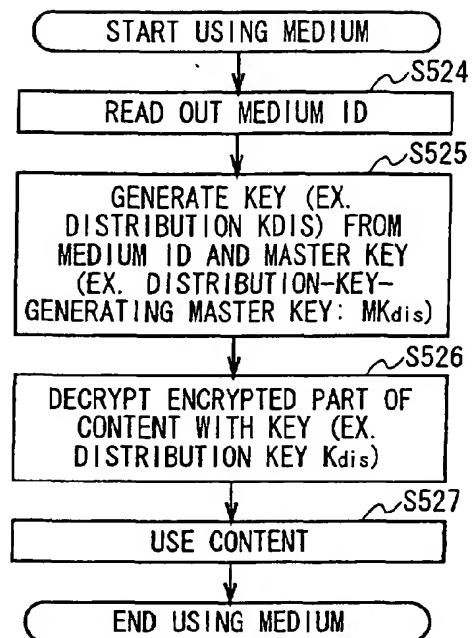 START USING MEDIUM
S524
READ OUT MEDIUM ID
S525
GENERATE KEY (EX.
DISTRIBUTION KDIS) FROM
MEDIUM ID AND MASTER KEY
(EX. DISTRIBUTION-KEY-
GENERATING MASTER KEY: MKdis)
S526
DECRYPT ENCRYPTED PART OF
CONTENT WITH KEY (EX.
DISTRIBUTION KEY Kdis)
S527
USE CONTENT
END USING MEDIUM